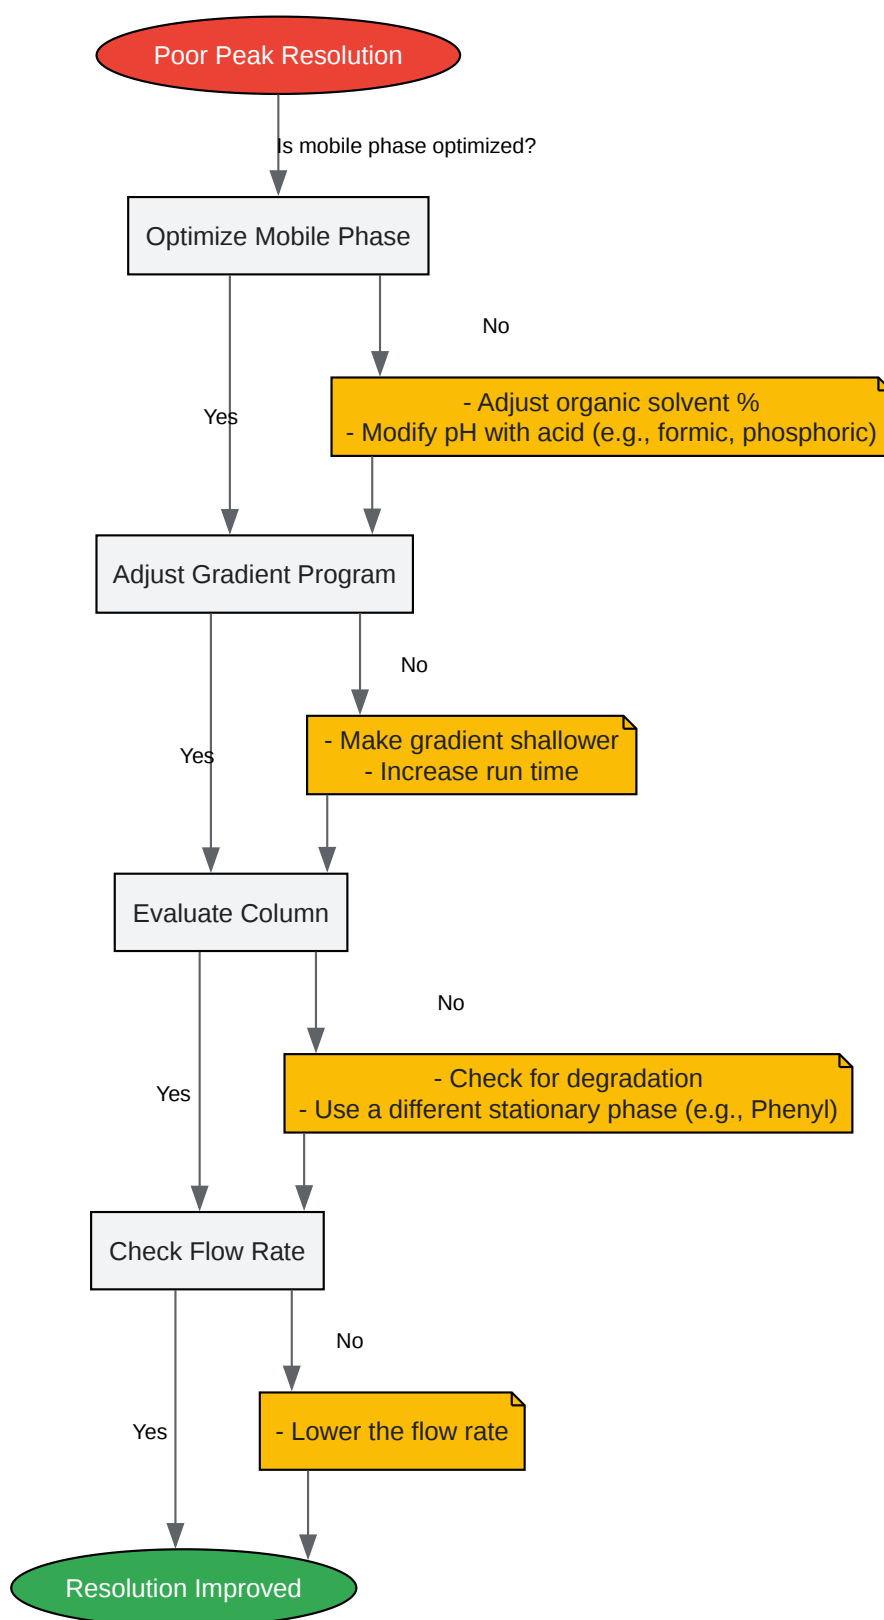 Poor Peak Resolution
Is mobile phase optimized?
Optimize Mobile Phase
No
- Adjust organic solvent %
- Modify pH with acid (e.g., formic, phosphoric)
Yes
Adjust Gradient Program
No
- Make gradient shallower
- Increase run time
Yes
Evaluate Column
No
- Check for degradation
- Use a different stationary phase (e.g., Phenyl)
Yes
Check Flow Rate
No
- Lower the flow rate
Yes
Resolution Improved